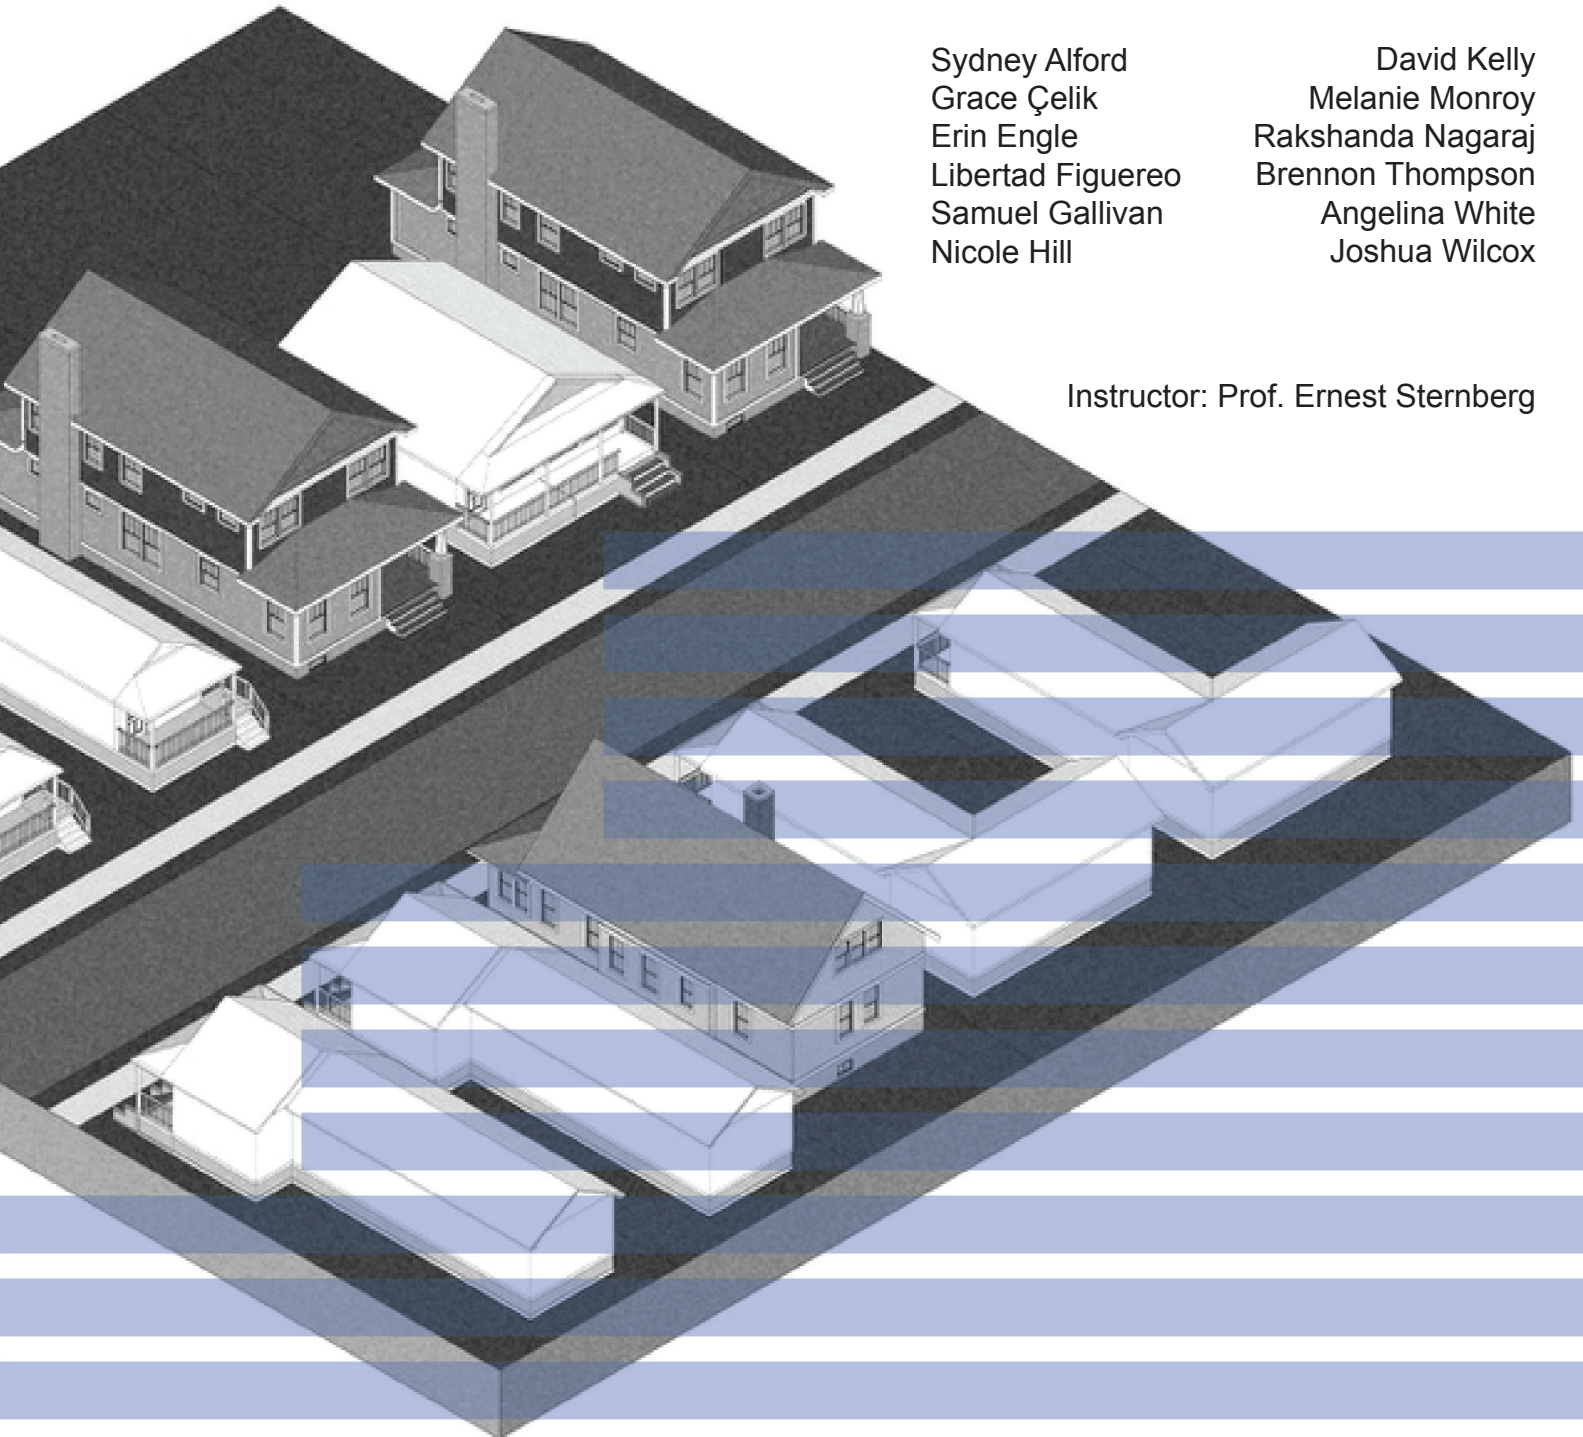 Sydney Alford
Grace Çelik
Erin Engle
Libertad Figuereo
Samuel Gallivan
Nicole Hill
David Kelly
Melanie Monroy
Rakshanda Nagaraj
Brennon Thompson
Angelina White
Joshua Wilcox
Instructor: Prof. Ernest Sternberg